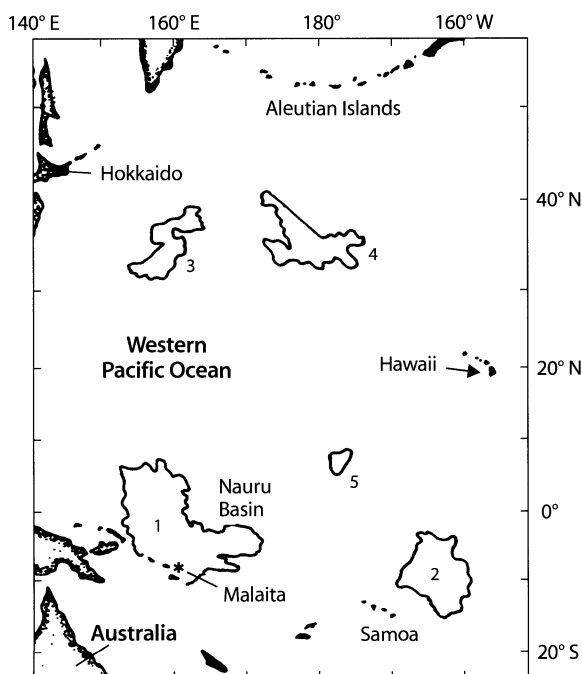 140° E 160° E 180° 160° W
Aleutian Islands
Hokkaido
40° N
3
4
Western
Pacific Ocean
Hawaii
20° N
5
Nauru
Basin
1
0°
*
2
Malaita
Australia
Samoa
20° S